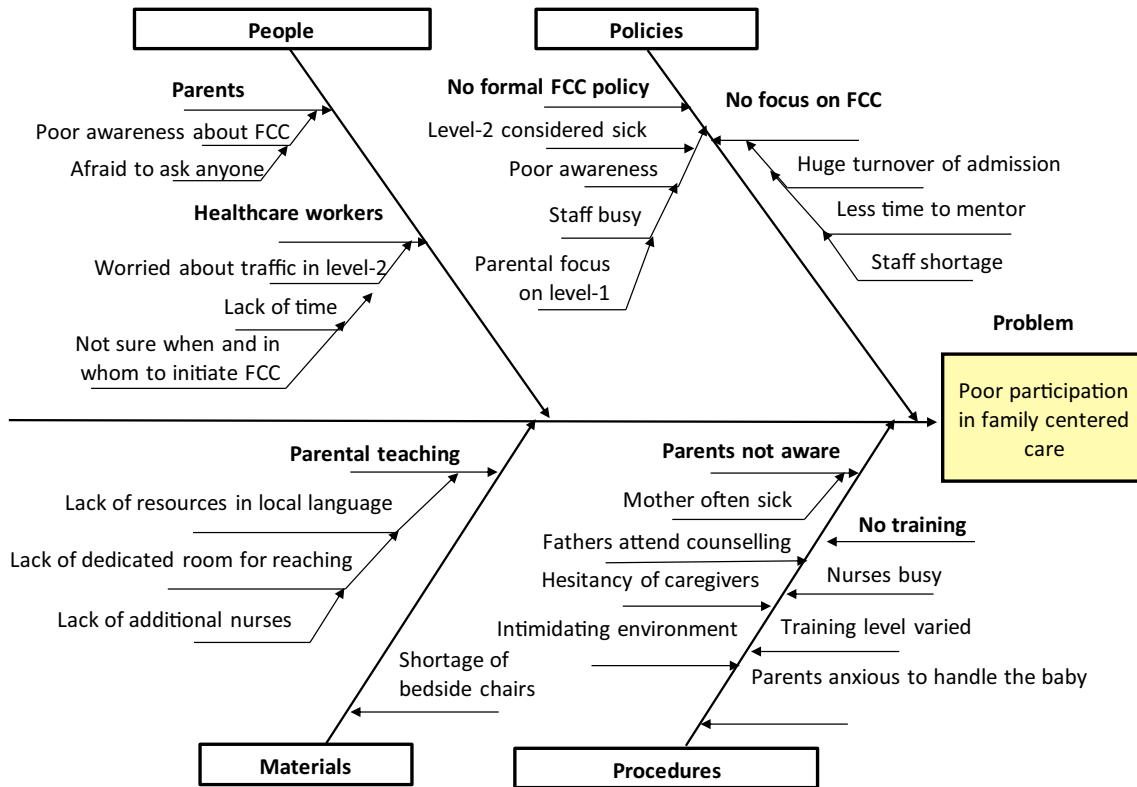 People
Policies
Parents
Poor awareness about FCC
Afraid to ask anyone
Healthcare workers
Worried about traffic in level-2
Lack of time
Not sure when and in
whom to initiate FCC
No formal FCC policy
Level-2 considered sick
Poor awareness
Staff busy
Parental focus
on level-1
No focus on FCC
Huge turnover of admission
Less time to mentor
Staff shortage
Problem
Poor participation
in family centered
care
Parental teaching
Lack of resources in local language
Lack of dedicated room for reaching
Lack of additional nurses
Shortage of
bedside chairs
Parents not aware
Mother often sick
Fathers attend counselling
Hesitancy of caregivers
Intimidating environment
No training
Nurses busy
Training level varied
Parents anxious to handle the baby
Materials
Procedures